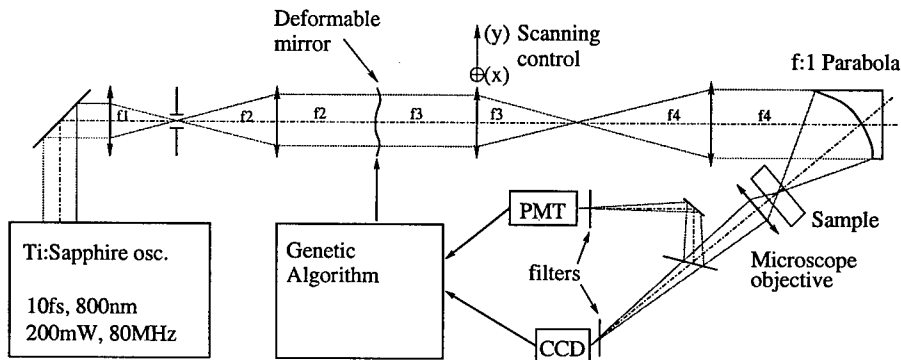 Deformable
mirror
(y) Scanning
(x) control
f:1 Parabola
f1
f2
f2
f3
f3
f4
f4
PMT
Sample
Ti:Sapphire osc.
10fs, 800nm
200mW, 80MHz
Genetic
Algorithm
filters
Microscope
objective
CCD